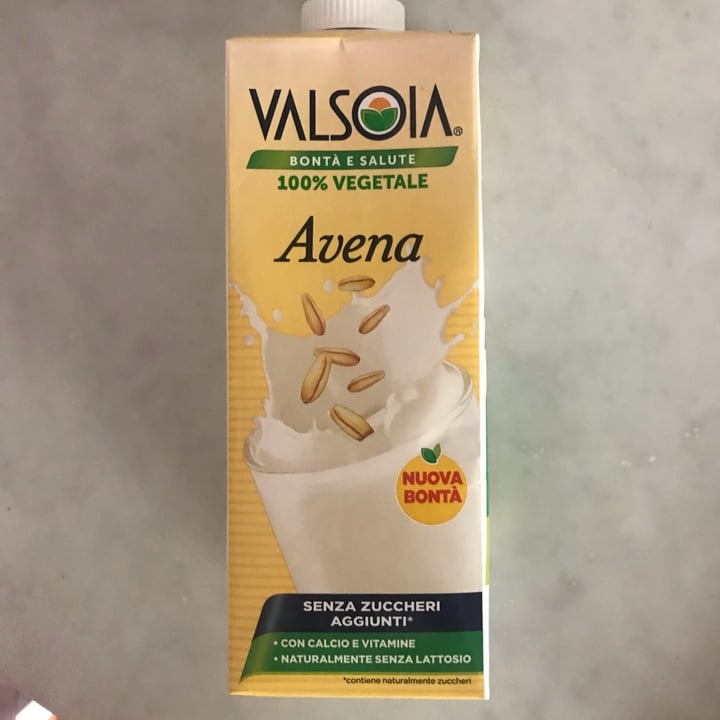 VALSOIA®
BONTÀ E SALUTE
100% VEGETALE
Avena
NUOVA
BONTÀ
SENZA ZUCCHERI
AGGIUNTI*
• CON CALCIO E VITAMINE
• NATURALMENTE SENZA LATTOSIO
*contiene naturalmente zuccheri